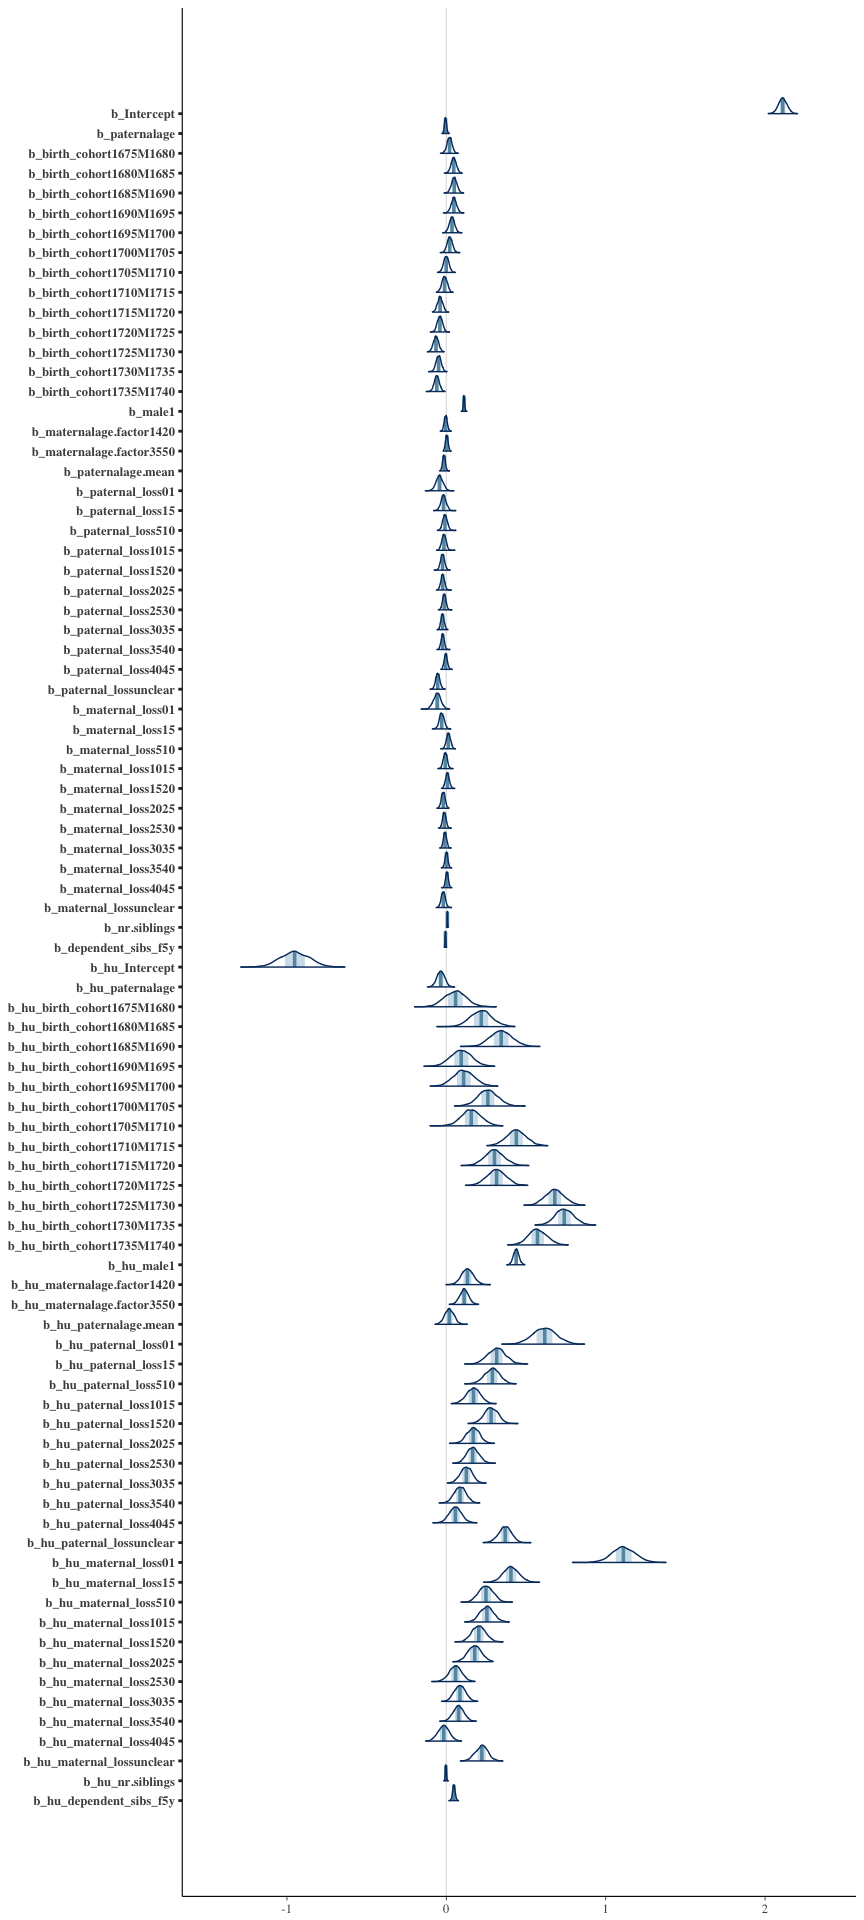 b_Intercept
b_paternalage
b_birth_cohort1675M1680
b_birth_cohort1680M1685
b_birth_cohort1685M1690
b_birth_cohort1690M1695
b_birth_cohort1695M1700
b_birth_cohort1700M1705
b_birth_cohort1705M1710
b_birth_cohort1710M1715
b_birth_cohort1715M1720
b_birth_cohort1720M1725
b_birth_cohort1725M1730
b_birth_cohort1730M1735
b_birth_cohort1735M1740
b_male1
b_maternalage.factor1420
b_maternalage.factor3550
b_paternalage.mean
b_paternal_loss01
b_paternal_loss15
b_paternal_loss510
b_paternal_loss1015
b_paternal_loss1520
b_paternal_loss2025
b_paternal_loss2530
b_paternal_loss3035
b_paternal_loss3540
b_paternal_loss4045
b_paternal_lossunclear
b_maternal_loss01
b_maternal_loss15
b_maternal_loss510
b_maternal_loss1015
b_maternal_loss1520
b_maternal_loss2025
b_maternal_loss2530
b_maternal_loss3035
b_maternal_loss3540
b_maternal_loss4045
b_maternal_lossunclear
b_nr.siblings
b_dependent_sibs_f5y
b_hu_Intercept
b_hu_paternalage
b_hu_birth_cohort1675M1680
b_hu_birth_cohort1680M1685
b_hu_birth_cohort1685M1690
b_hu_birth_cohort1690M1695
b_hu_birth_cohort1695M1700
b_hu_birth_cohort1700M1705
b_hu_birth_cohort1705M1710
b_hu_birth_cohort1710M1715
b_hu_birth_cohort1715M1720
b_hu_birth_cohort1720M1725
b_hu_birth_cohort1725M1730
b_hu_birth_cohort1730M1735
b_hu_birth_cohort1735M1740
b_hu_male1
b_hu_maternalage.factor1420
b_hu_maternalage.factor3550
b_hu_paternalage.mean
b_hu_paternal_loss01
b_hu_paternal_loss15
b_hu_paternal_loss510
b_hu_paternal_loss1015
b_hu_paternal_loss1520
b_hu_paternal_loss2025
b_hu_paternal_loss2530
b_hu_paternal_loss3035
b_hu_paternal_loss3540
b_hu_paternal_loss4045
b_hu_paternal_lossunclear
b_hu_maternal_loss01
b_hu_maternal_loss15
b_hu_maternal_loss510
b_hu_maternal_loss1015
b_hu_maternal_loss1520
b_hu_maternal_loss2025
b_hu_maternal_loss2530
b_hu_maternal_loss3035
b_hu_maternal_loss3540
b_hu_maternal_loss4045
b_hu_maternal_lossunclear
b_hu_nr.siblings
b_hu_dependent_sibs_f5y
-1 0 1 2